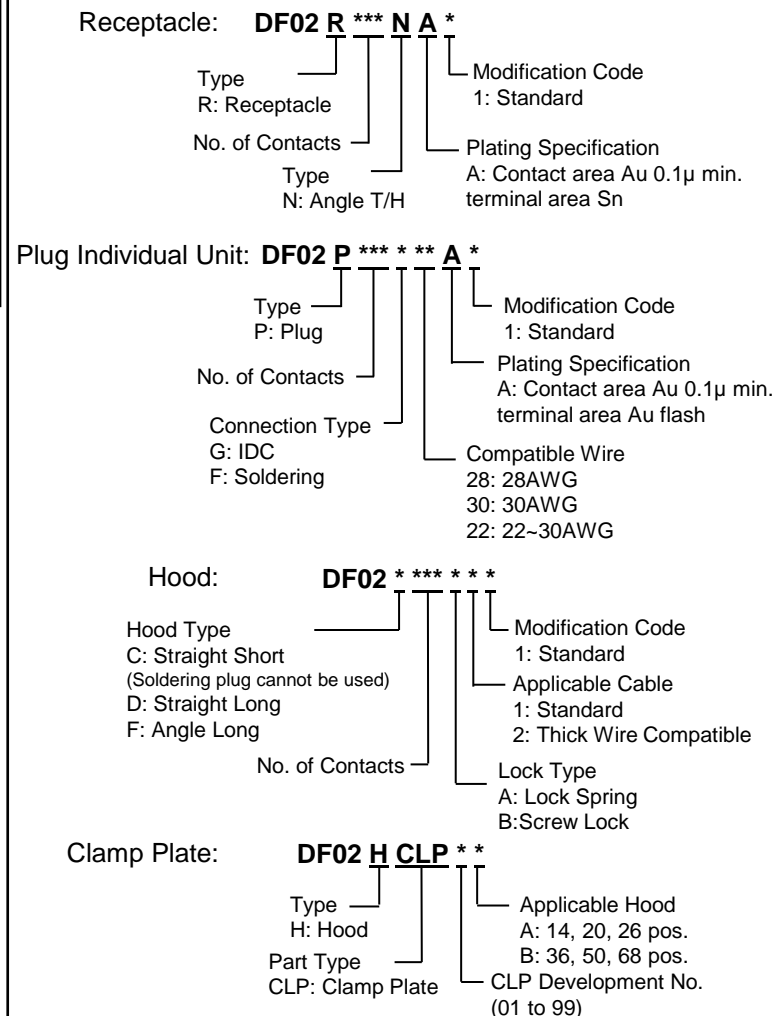 Receptacle: DF02 R *** N A *
Type
R: Receptacle
No. of Contacts
Type
N: Angle T/H
Modification Code
1: Standard
Plating Specification
A: Contact area Au 0.1µ min.
terminal area Sn
Plug Individual Unit: DF02 P *** * ** A *
Type
P: Plug
No. of Contacts
Connection Type
G: IDC
F: Soldering
Modification Code
1: Standard
Plating Specification
A: Contact area Au 0.1µ min.
terminal area Au flash
Compatible Wire
28: 28AWG
30: 30AWG
22: 22~30AWG
Hood: DF02 * *** * * *
Hood Type
C: Straight Short
(Soldering plug cannot be used)
D: Straight Long
F: Angle Long
No. of Contacts
Modification Code
1: Standard
Applicable Cable
1: Standard
2: Thick Wire Compatible
Lock Type
A: Lock Spring
B:Screw Lock
Clamp Plate: DF02 H CLP * *
Type
H: Hood
Part Type
CLP: Clamp Plate
Applicable Hood
A: 14, 20, 26 pos.
B: 36, 50, 68 pos.
CLP Development No.
(01 to 99)